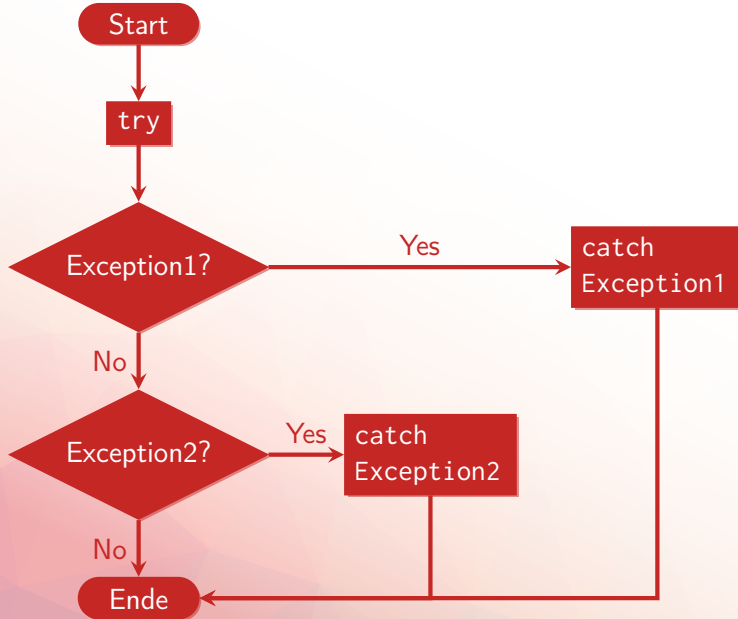 Start
try
Exception1?
Yes
catch
Exception1
No
Exception2?
Yes
catch
Exception2
No
Ende